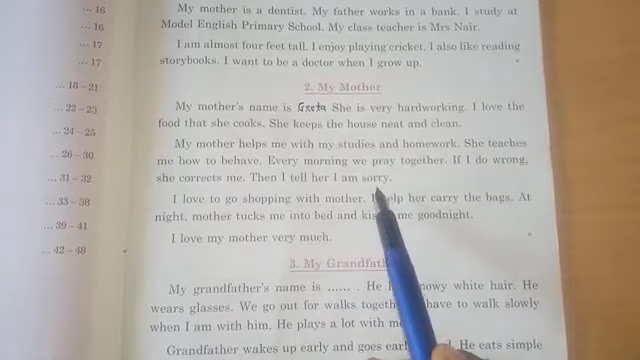 ... 16
... 16
... 17
... 17
... 18 – 21
... 22 – 23
... 24 – 25
... 26 – 30
... 31 – 32
... 33 – 38
... 39 – 41
... 42 – 48
My mother is a dentist. My father works in a bank. I study at
Model English Primary School. My class teacher is Mrs Nair.
I am almost four feet tall. I enjoy playing cricket. I also like reading
storybooks. I want to be a doctor when I grow up.
2. My Mother
My mother's name is Geeta She is very hardworking. I love the
food that she cooks. She keeps the house neat and clean.
My mother helps me with my studies and homework. She teaches
me how to behave. Every morning we pray together. If I do wrong,
she corrects me. Then I tell her I am sorry.
I love to go shopping with mother. help her carry the bags. At
night, mother tucks me into bed and me goodnight.
I love my mother very much.
3. My
My grandfather's name is ...... . He white hair. He
wears glasses. We go out for walks have to walk slowly
when I am with him. He plays a lot with
Grandfather wakes up early and goes He eats simple